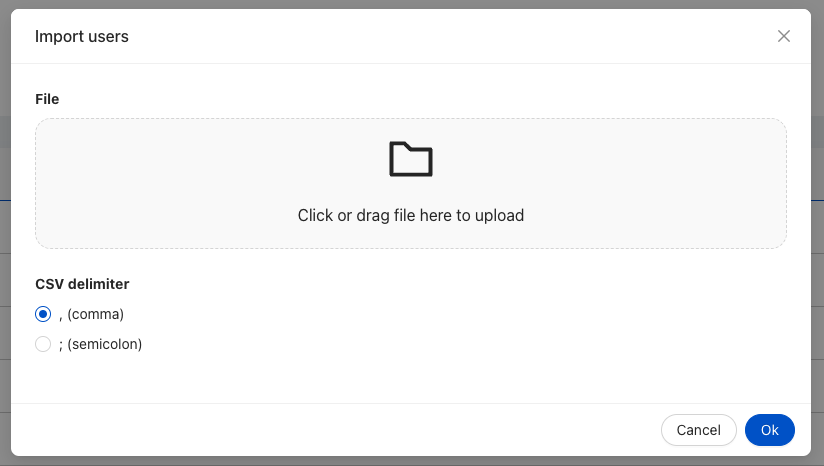 Import users
File
Click or drag file here to upload
CSV delimiter
, (comma)
; (semicolon)
Cancel
Ok